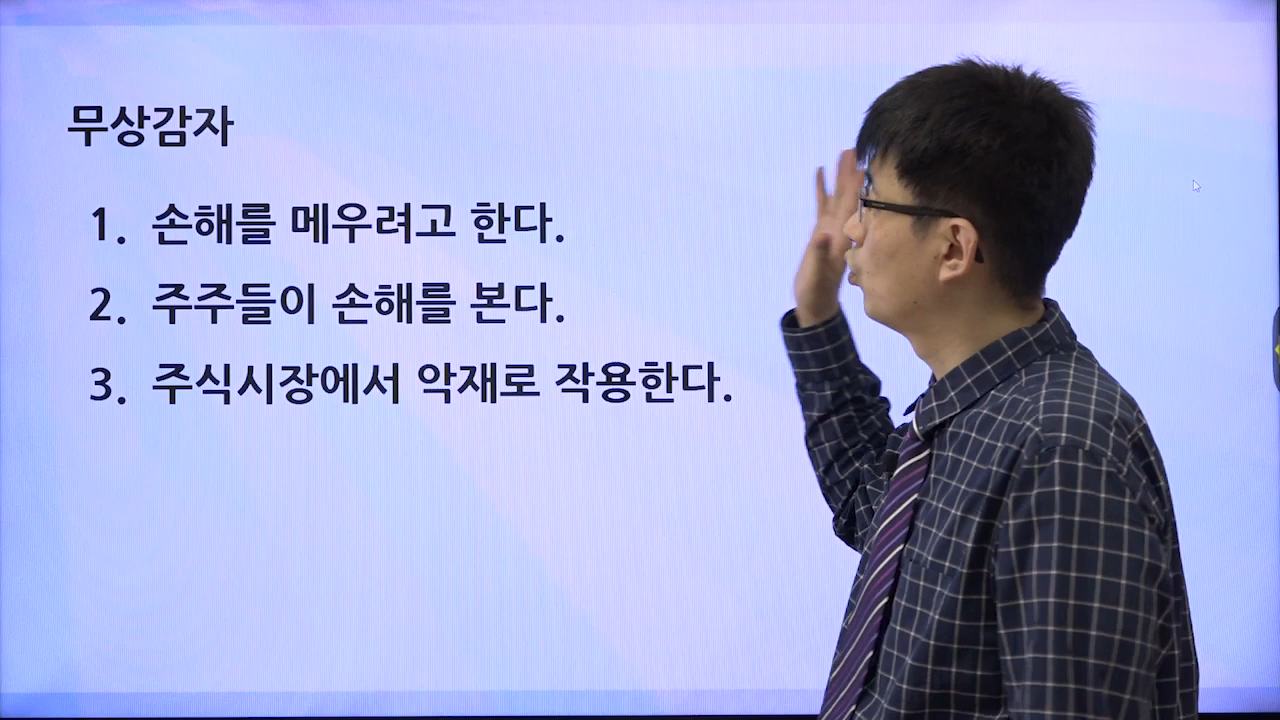 무상감자
1. 손해를 메우려고 한다.
2. 주주들이 손해를 본다.
3. 주식시장에서 악재로 작용한다.